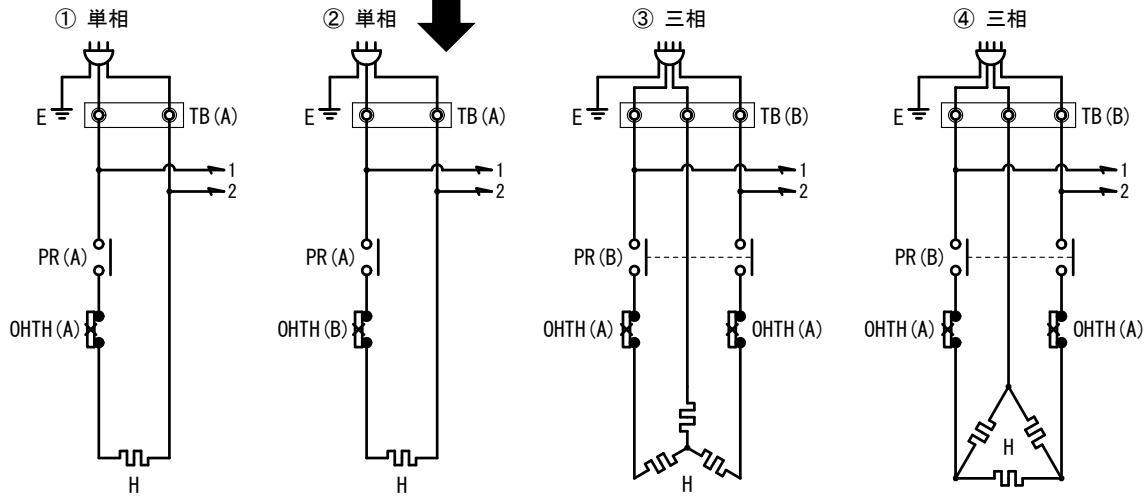 ① 単相
② 単相
③ 三相
④ 三相
E
TB(A)
E
TB(A)
E
TB(B)
E
TB(B)
1
1
1
1
2
2
2
2
PR(A)
PR(A)
PR(B)
PR(B)
OHTH(A)
OHTH(B)
OHTH(A)
OHTH(A)
OHTH(A)
OHTH(A)
H
H
H
H